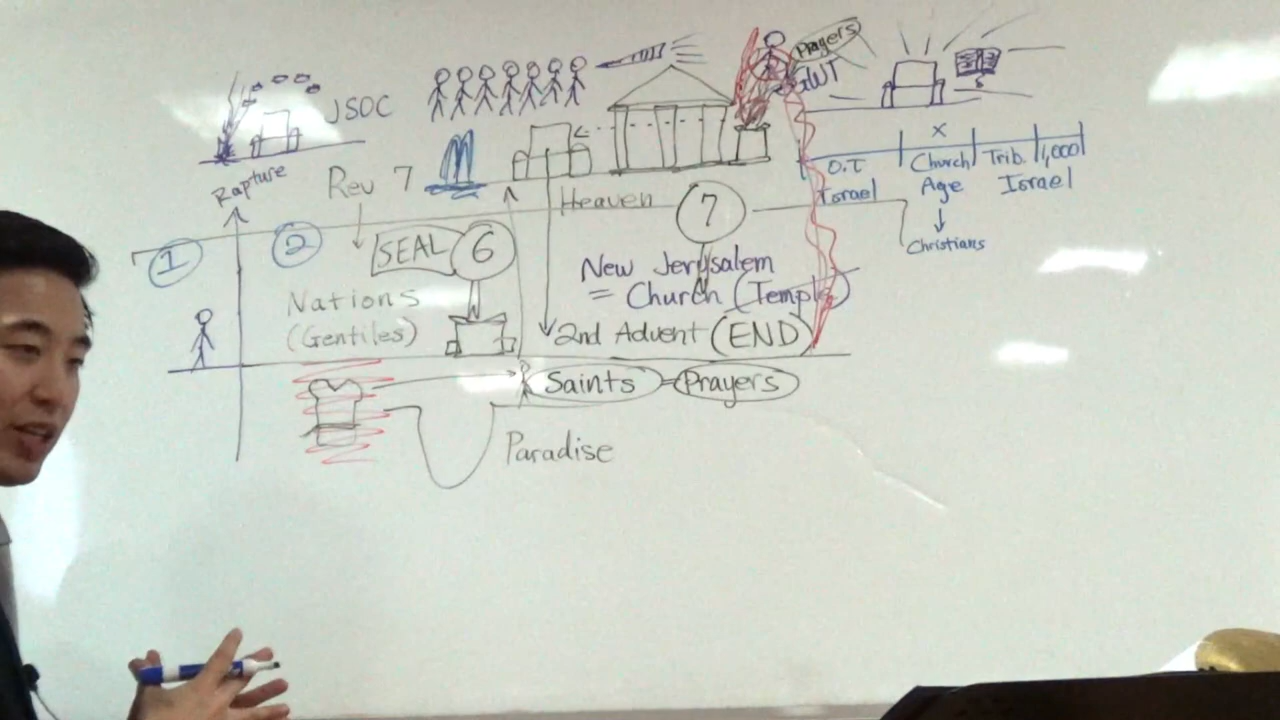 Prayers
GWT
JSOC
X
O.T
Israel
Church
Age
Christians
Trib.
1,000
Israel
Rapture
Rev 7
Heaven
7
1
2
SEAL
6
Nations
(Gentiles)
New Jerusalem
= Church (Temple)
2nd Advent (END)
Saints = Prayers
Paradise